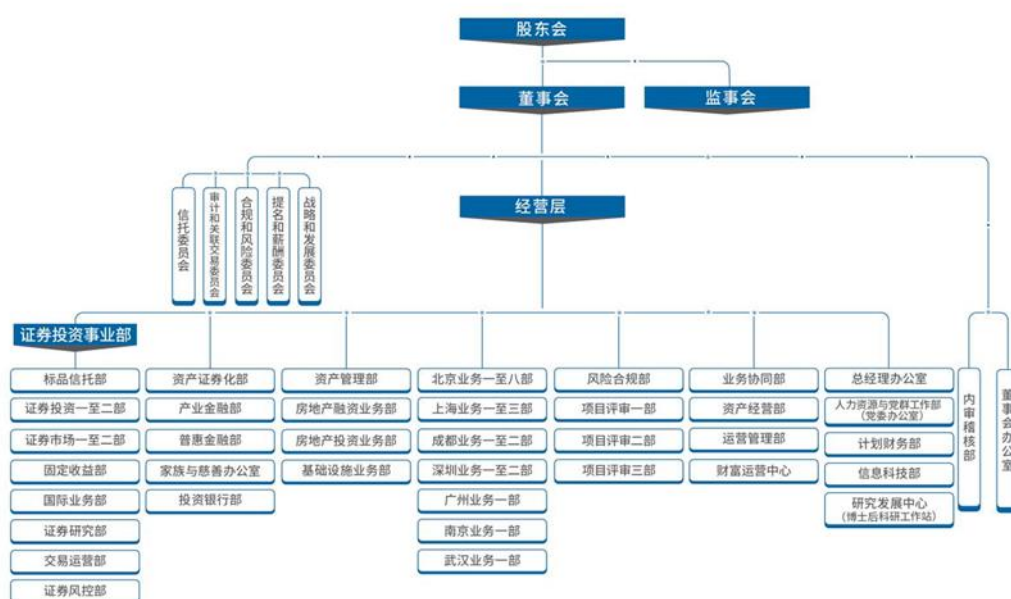 股东会
董事会
监事会
信托委员会
审计和关联交易委员会
合规和风险委员会
提名和薪酬委员会
战略和发展委员会
经营层
证券投资事业部
标品信托部
证券投资一至二部
证券市场一至二部
固定收益部
国际业务部
证券研究部
交易运营部
证券风控部
资产证券化部
产业金融部
普惠金融部
家族与慈善办公室
投资银行部
资产管理部
房地产融资业务部
房地产投资业务部
基础设施业务部
北京业务一至八部
上海业务一至三部
成都业务一至二部
深圳业务一至二部
广州业务一部
南京业务一部
武汉业务一部
风险合规部
项目评审一部
项目评审二部
项目评审三部
业务协同部
资产经营部
运营管理部
财富运营中心
总经理办公室
人力资源与党群工作部
(党委办公室)
计划财务部
信息科技部
研究发展中心
(博士后科研工作站)
内审稽核部
董事会办公室